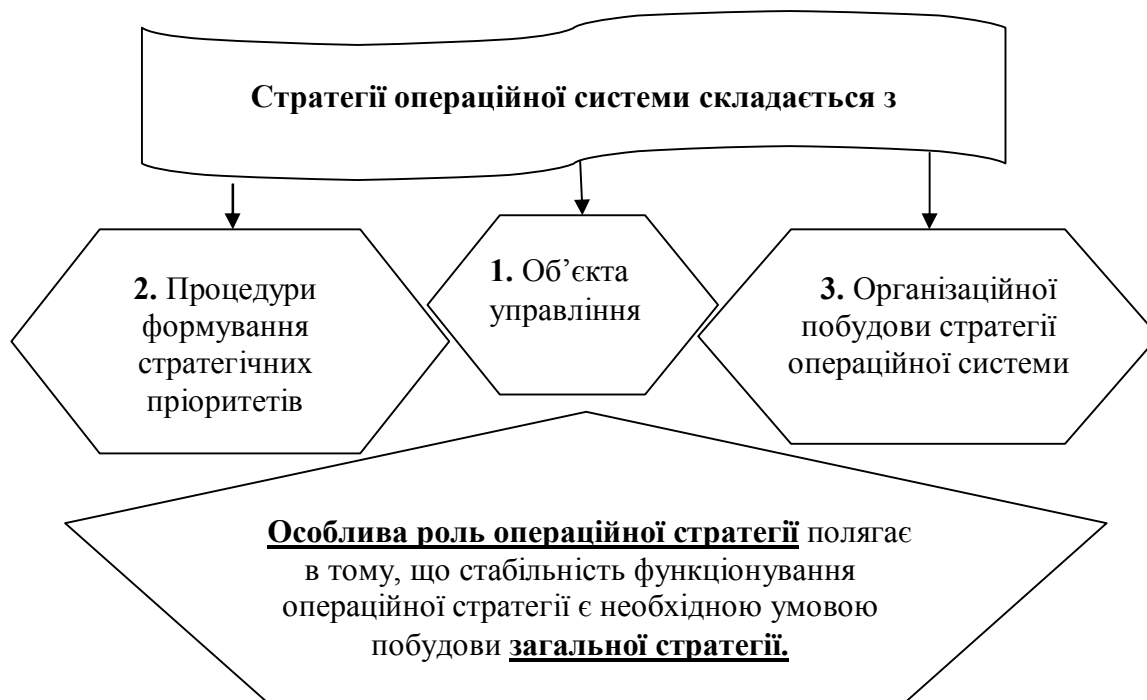 Стратегії операційної системи складається з
2. Процедури
формування
стратегічних
пріоритетів
1. Об’єкта
управління
3. Організаційної
побудови стратегії
операційної системи
Особлива роль операційної стратегії полягає
в тому, що стабільність функціонування
операційної стратегії є необхідною умовою
побудови загальної стратегії.